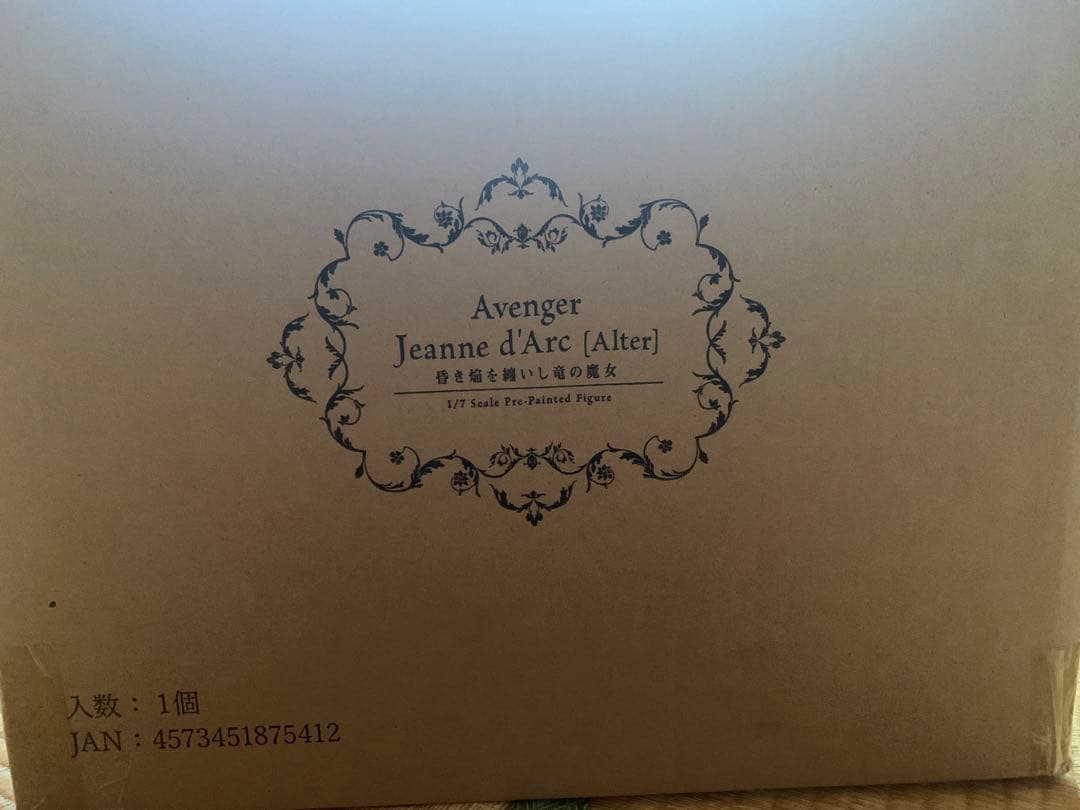 Avenger
Jeanne d'Arc [Alter]
昏き焔を纏いし竜の魔女
1/7 Scale Pre-Painted Figure
入数： 1個
JAN：4573451875412